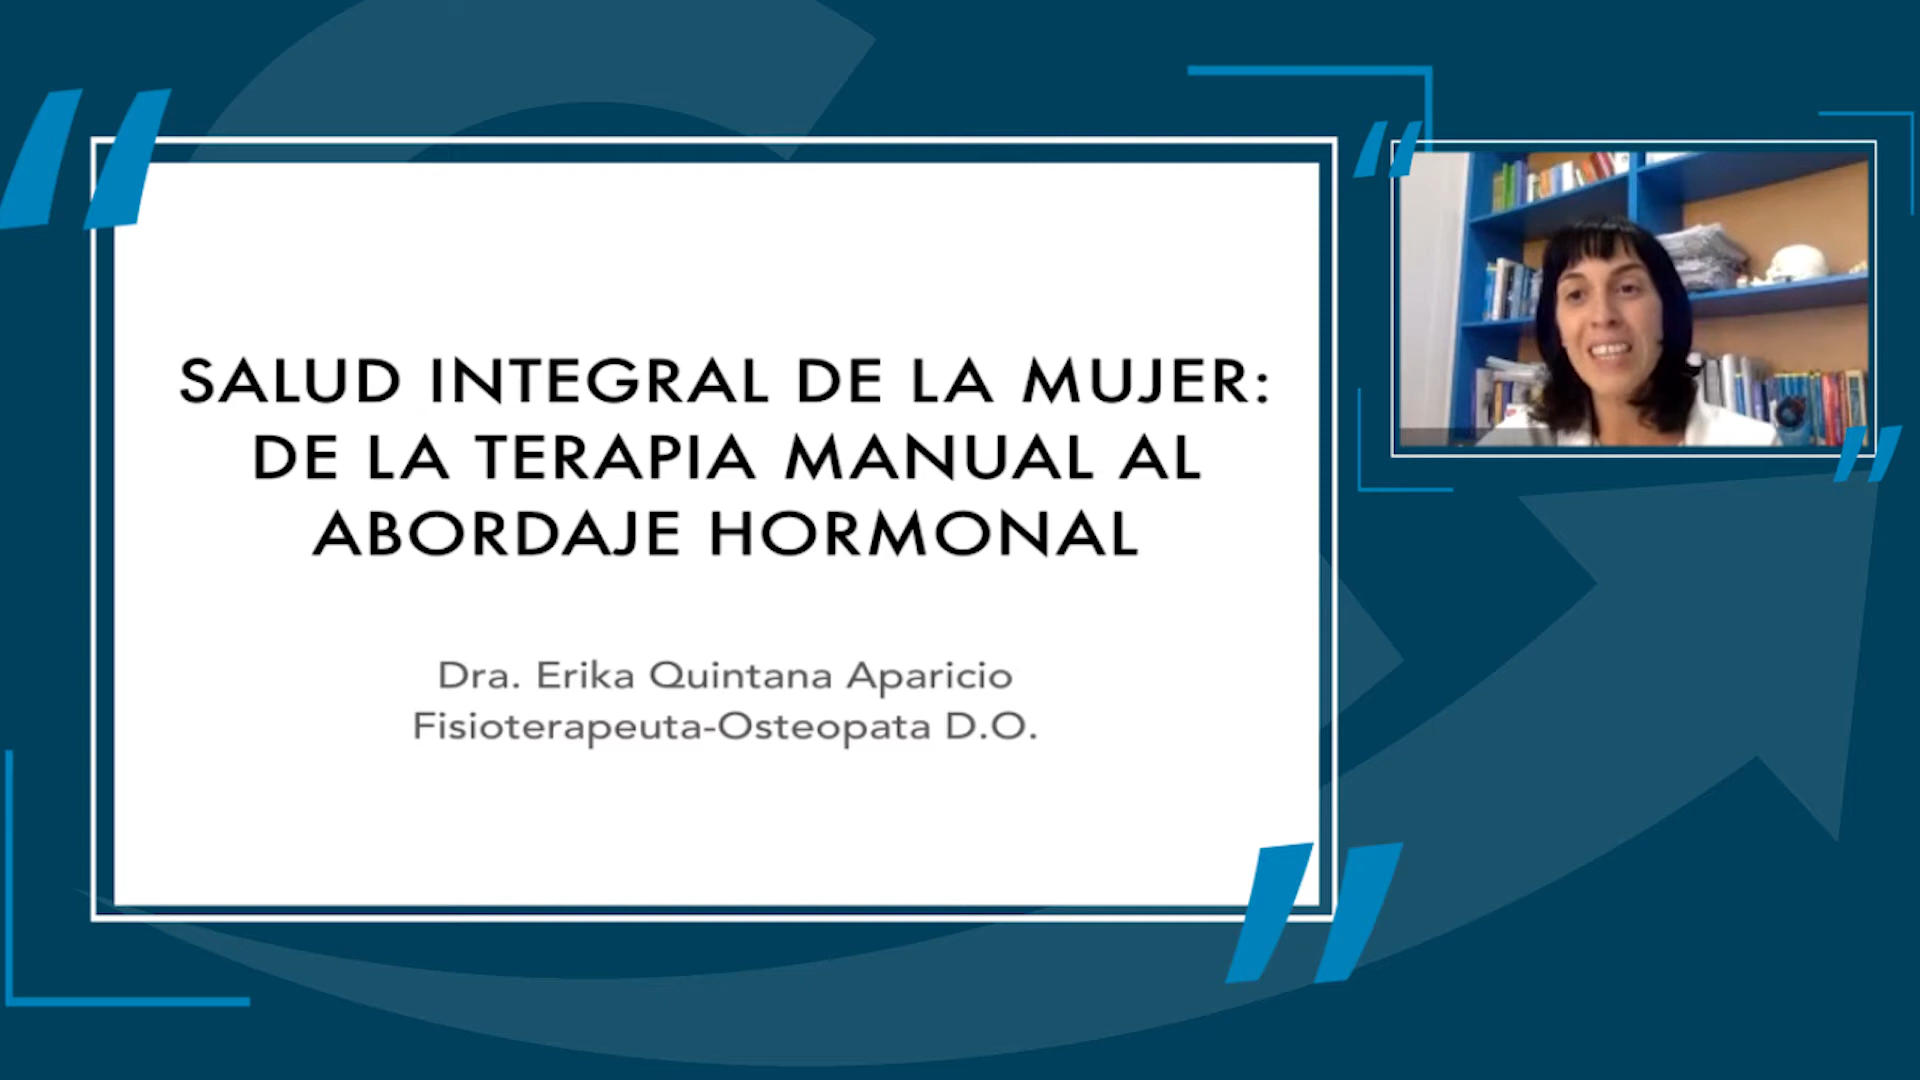 SALUD INTEGRAL DE LA MUJER:
DE LA TERAPIA MANUAL AL
ABORDAJE HORMONAL
Dra. Erika Quintana Aparicio
Fisioterapeuta-Osteopata D.O.